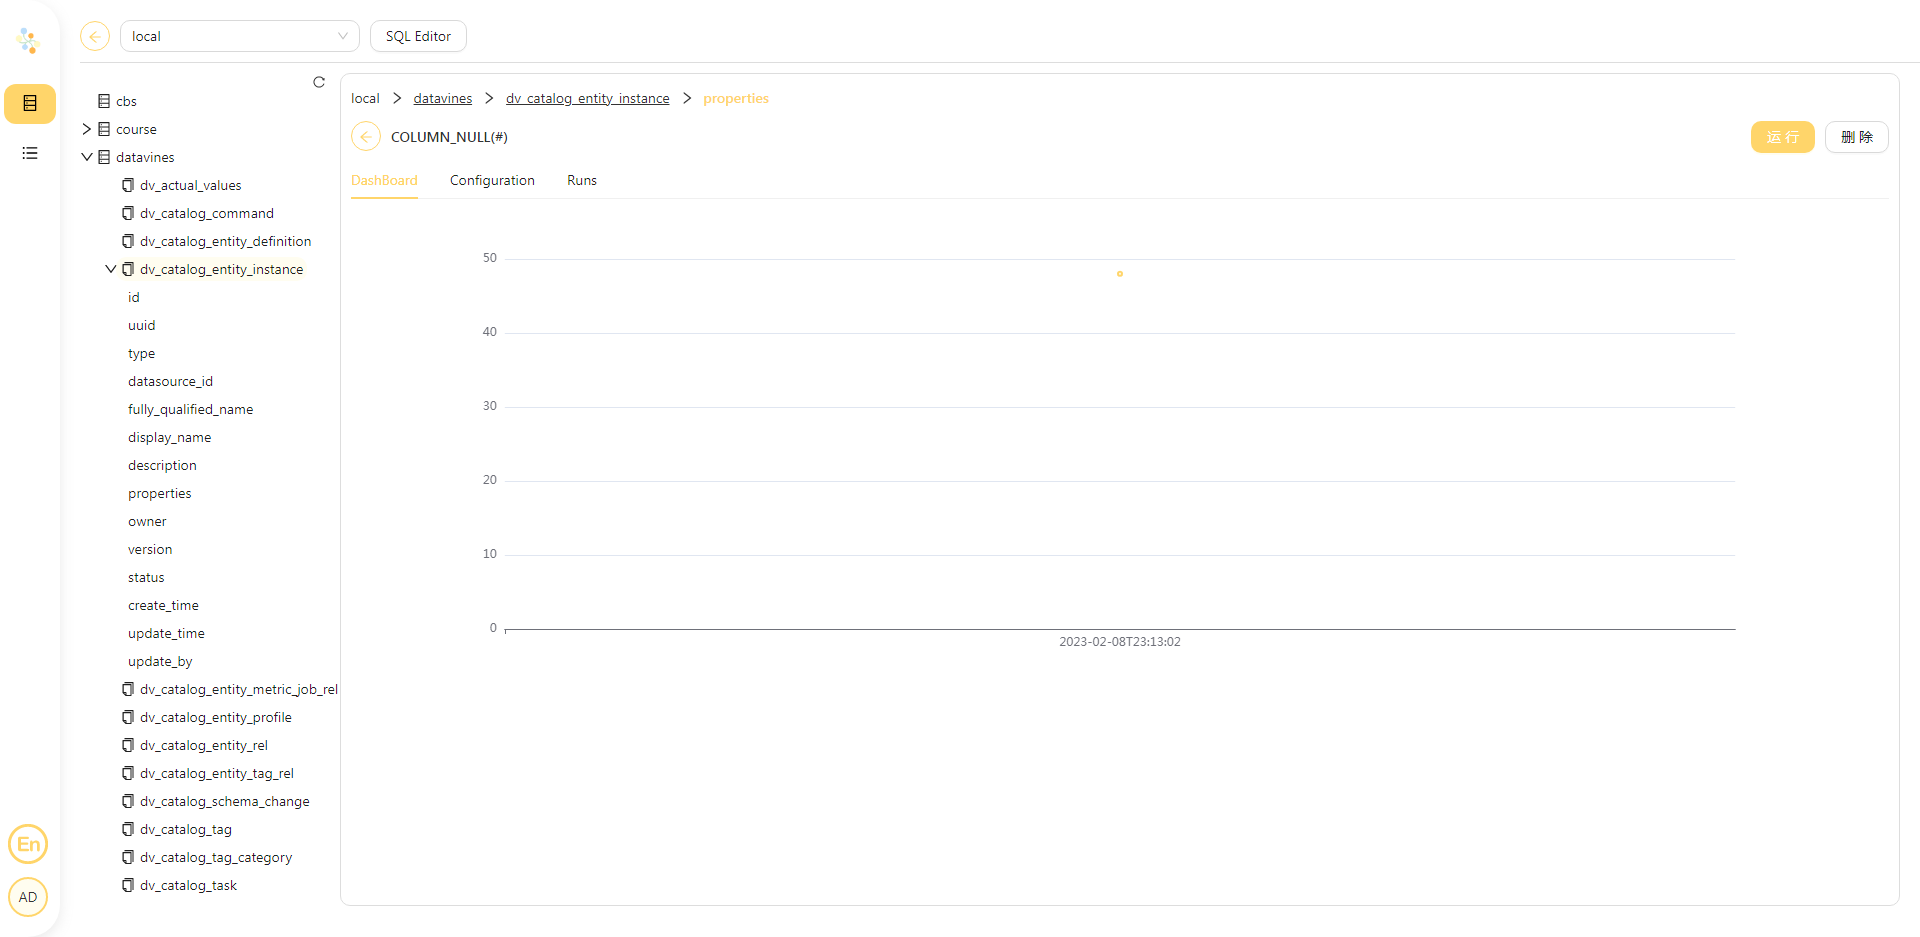 local
SQL Editor
cbs
course
datavines
dv_actual_values
dv_catalog_command
dv_catalog_entity_definition
dv_catalog_entity_instance
id
uuid
type
datasource_id
fully_qualified_name
display_name
description
properties
owner
version
status
create_time
update_time
update_by
dv_catalog_entity_metric_job_rel
dv_catalog_entity_profile
dv_catalog_entity_rel
dv_catalog_entity_tag_rel
dv_catalog_schema_change
dv_catalog_tag
dv_catalog_tag_category
dv_catalog_task
En
AD
local > datavines > dv_catalog_entity_instance > properties
COLUMN_NULL(#)
运 行
删 除
DashBoard Configuration Runs
50
40
30
20
10
0
2023-02-08T23:13:02